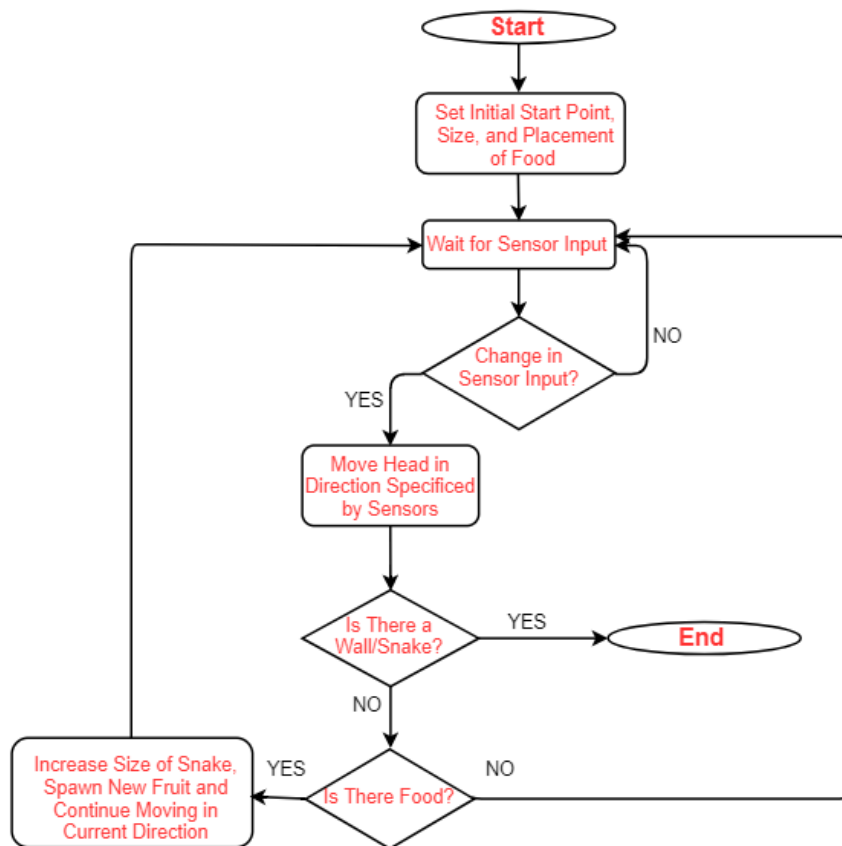 Start
Set Initial Start Point,
Size, and Placement
of Food
Wait for Sensor Input
Change in
Sensor Input?
NO
YES
Move Head in
Direction Specificed
by Sensors
Is There a
Wall/Snake?
YES
End
NO
Is There Food?
YES
NO
Increase Size of Snake,
Spawn New Fruit and
Continue Moving in
Current Direction